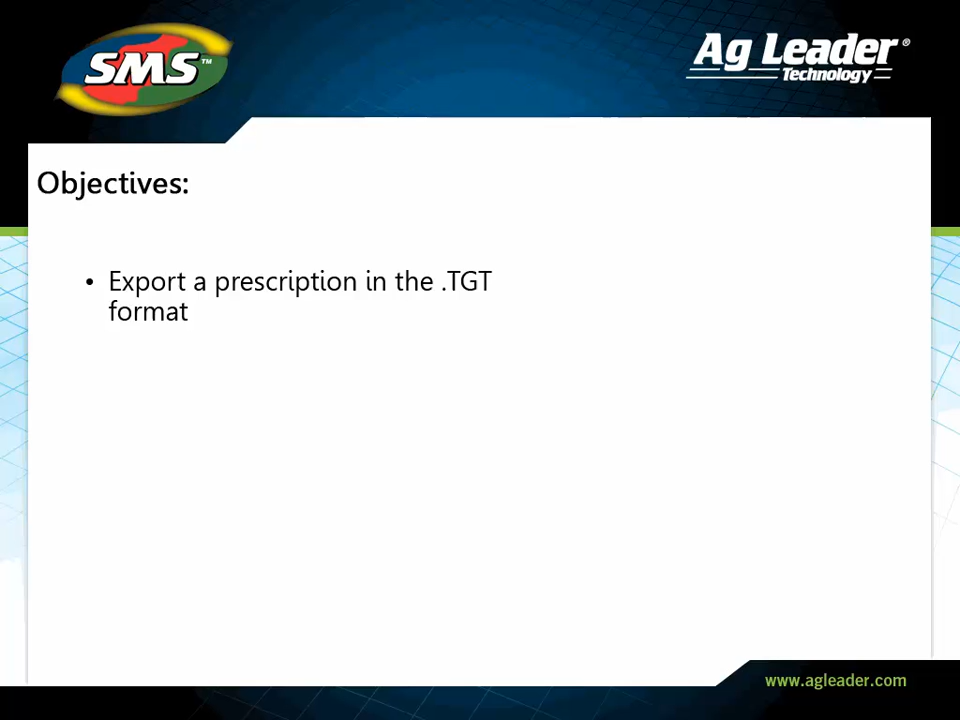 SMS™
Ag Leader®
Technology
Objectives:
• Export a prescription in the .TGT
format
www.agleader.com